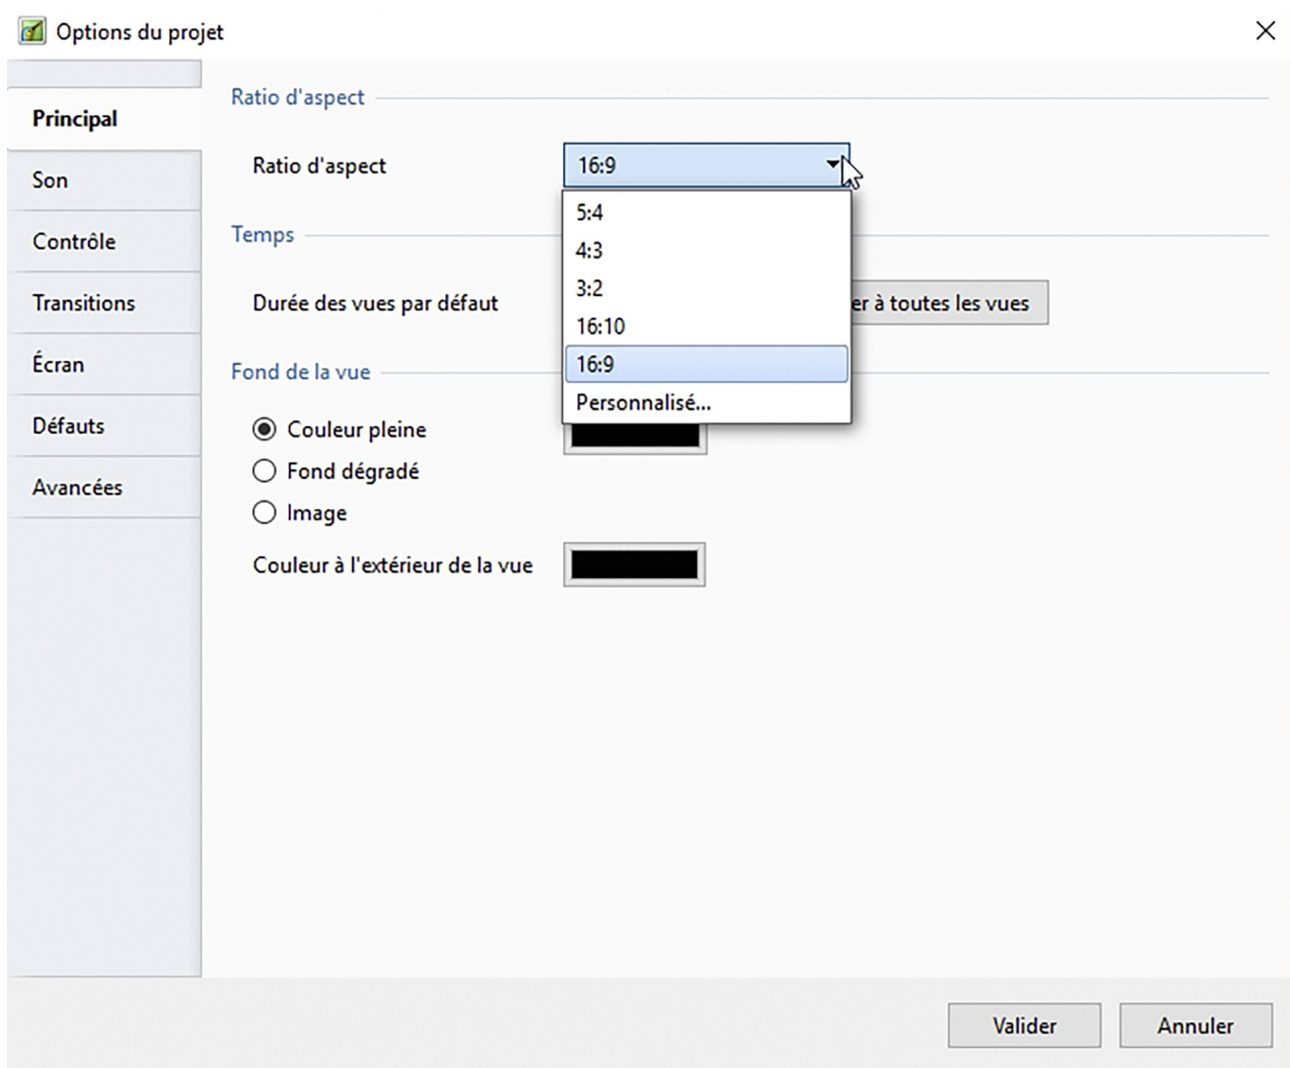 Options du projet
Principal
Son
Contrôle
Transitions
Écran
Défauts
Avancées
Ratio d'aspect
Ratio d'aspect
16:9
5:4
4:3
3:2
16:10
16:9
Personnalisé...
Temps
Durée des vues par défaut
à toutes les vues
Fond de la vue
Couleur pleine
Fond dégradé
Image
Couleur à l'extérieur de la vue
Valider
Annuler